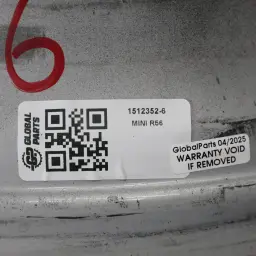 6
GLOBAL
PARTS
1512352-6
MINI R56
GlobalParts 04/2025
WARRANTY VOID
IF REMOVED